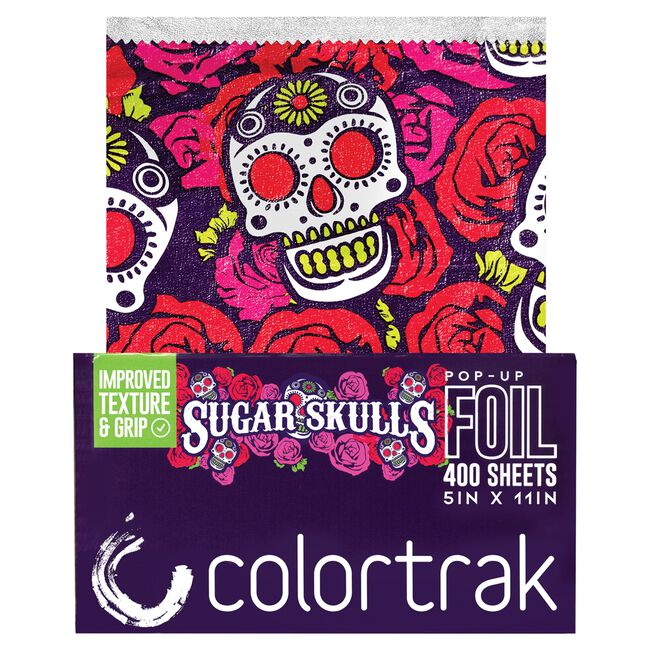 IMPROVED
TEXTURE
& GRIP
SUGAR SKULLS
POP-UP
FOIL
400 SHEETS
5IN X 11IN
colortrak